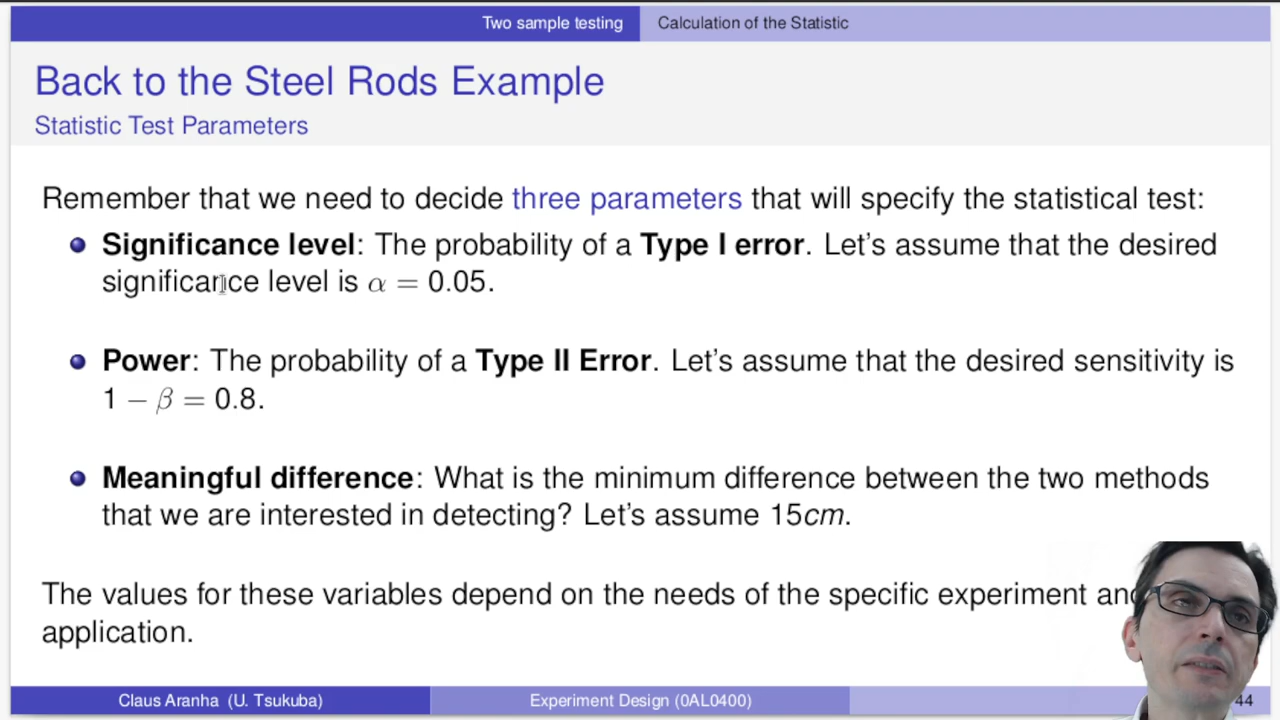 Two sample testing Calculation of the Statistic
Back to the Steel Rods Example
Statistic Test Parameters
Remember that we need to decide three parameters that will specify the statistical test:
Significance level: The probability of a Type I error. Let's assume that the desired
significance level is α = 0.05.
Power: The probability of a Type II Error. Let's assume that the desired sensitivity is
1 − β = 0.8.
Meaningful difference: What is the minimum difference between the two methods
that we are interested in detecting? Let's assume 15cm.
The values for these variables depend on the needs of the specific experiment and
application.
Claus Aranha (U. Tsukuba) Experiment Design (0AL0400) 44